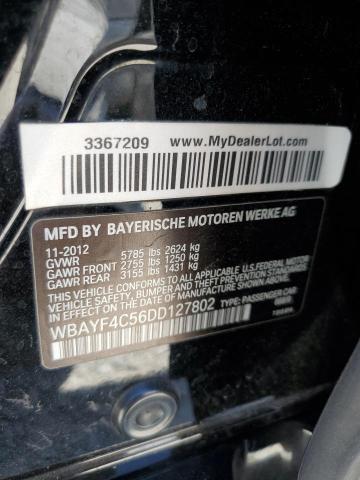 3367209 www.MyDealerLot.com
MFD BY BAYERISCHE MOTOREN WERKE AG
11-2012
GVWR 5785 lbs 2624 kg
GAWR FRONT 2755 lbs 1250 kg
GAWR REAR 3155 lbs 1431 kg
THIS VEHICLE CONFORMS TO ALL APPLICABLE FEDERAL MOTOR VEHICLE
SAFETY, BUMPER, AND THEFT PREVENTION STANDARDS
IN EFFECT ON THE DATE OF MANUFACTURE SHOWN ABOVE.
WBAYF4C56DD127802 TYPE: PASSENGER CAR